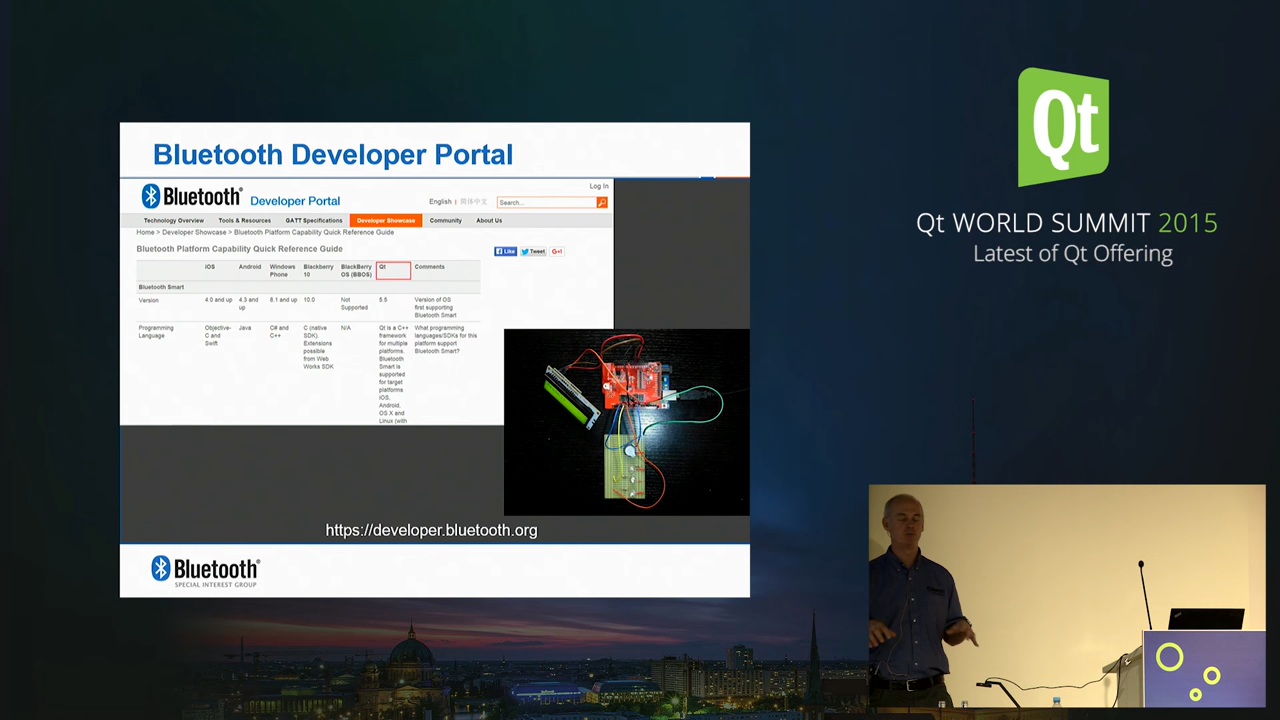 Bluetooth Developer Portal
Bluetooth® Developer Portal
Log In
English | 简体中文
Search...
Technology Overview Tools & Resources GATT Specifications Developer Showcase Community About Us
Home > Developer Showcase > Bluetooth Platform Capability Quick Reference Guide
Bluetooth Platform Capability Quick Reference Guide
Like Tweet G+1
iOS Android Windows Phone Blackberry 10 BlackBerry OS (BBOS) Qt Comments
Bluetooth Smart
Version 4.0 and up 4.3 and up 8.1 and up 10.0 Not Supported 5.5 Version of OS first supporting Bluetooth Smart
Programming Language Objective-C and Swift Java C# and C++ C (native SDK) Extensions possible from Web Works SDK N/A Qt is a C++ framework for multiple platforms. Bluetooth Smart is supported for target platforms iOS, Android, OS X and Linux (with What programming languages/SDKs for this platform support Bluetooth Smart?
https://developer.bluetooth.org
Bluetooth®
SPECIAL INTEREST GROUP
Qt
Qt WORLD SUMMIT 2015
Latest of Qt Offering